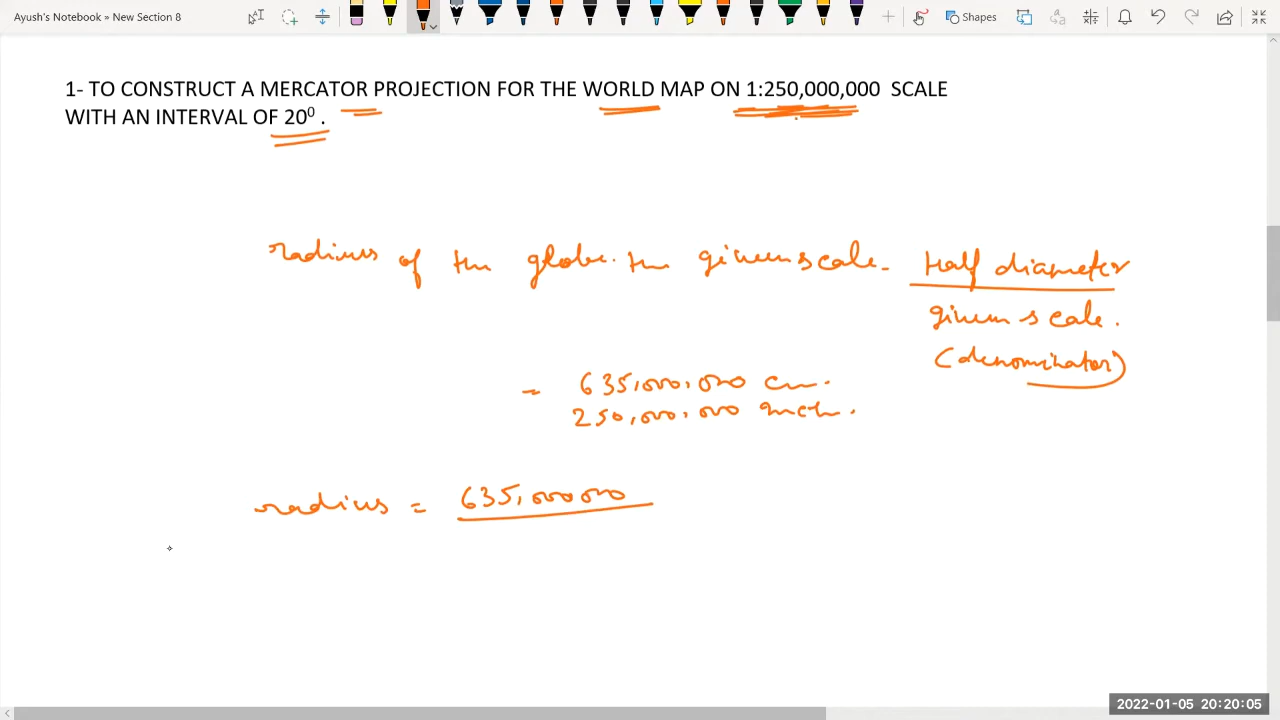 Ayush's Notebook » New Section 8
Shapes
1- TO CONSTRUCT A MERCATOR PROJECTION FOR THE WORLD MAP ON 1:250,000,000 SCALE
WITH AN INTERVAL OF 20⁰ .
radius of the globe. the given scale - Half diameter
given scale.
(denominator)
= 635,000,000 cm.
250,000,000 inch.
radius = 635,000000
2022-01-05 20:20:05